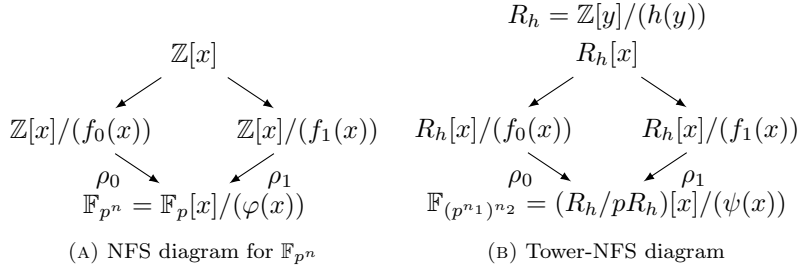 R_h = ℤ[y]/(h(y))
ℤ[x]
R_h[x]
ℤ[x]/(f_0(x))
ℤ[x]/(f_1(x))
R_h[x]/(f_0(x))
R_h[x]/(f_1(x))
ρ_0
ρ_1
ρ_0
ρ_1
𝔽_{p^n} = 𝔽_p[x]/(φ(x))
𝔽_{(p^{n_1})^{n_2}} = (R_h/pR_h)[x]/(ψ(x))
(A) NFS diagram for 𝔽_{p^n}
(B) Tower-NFS diagram